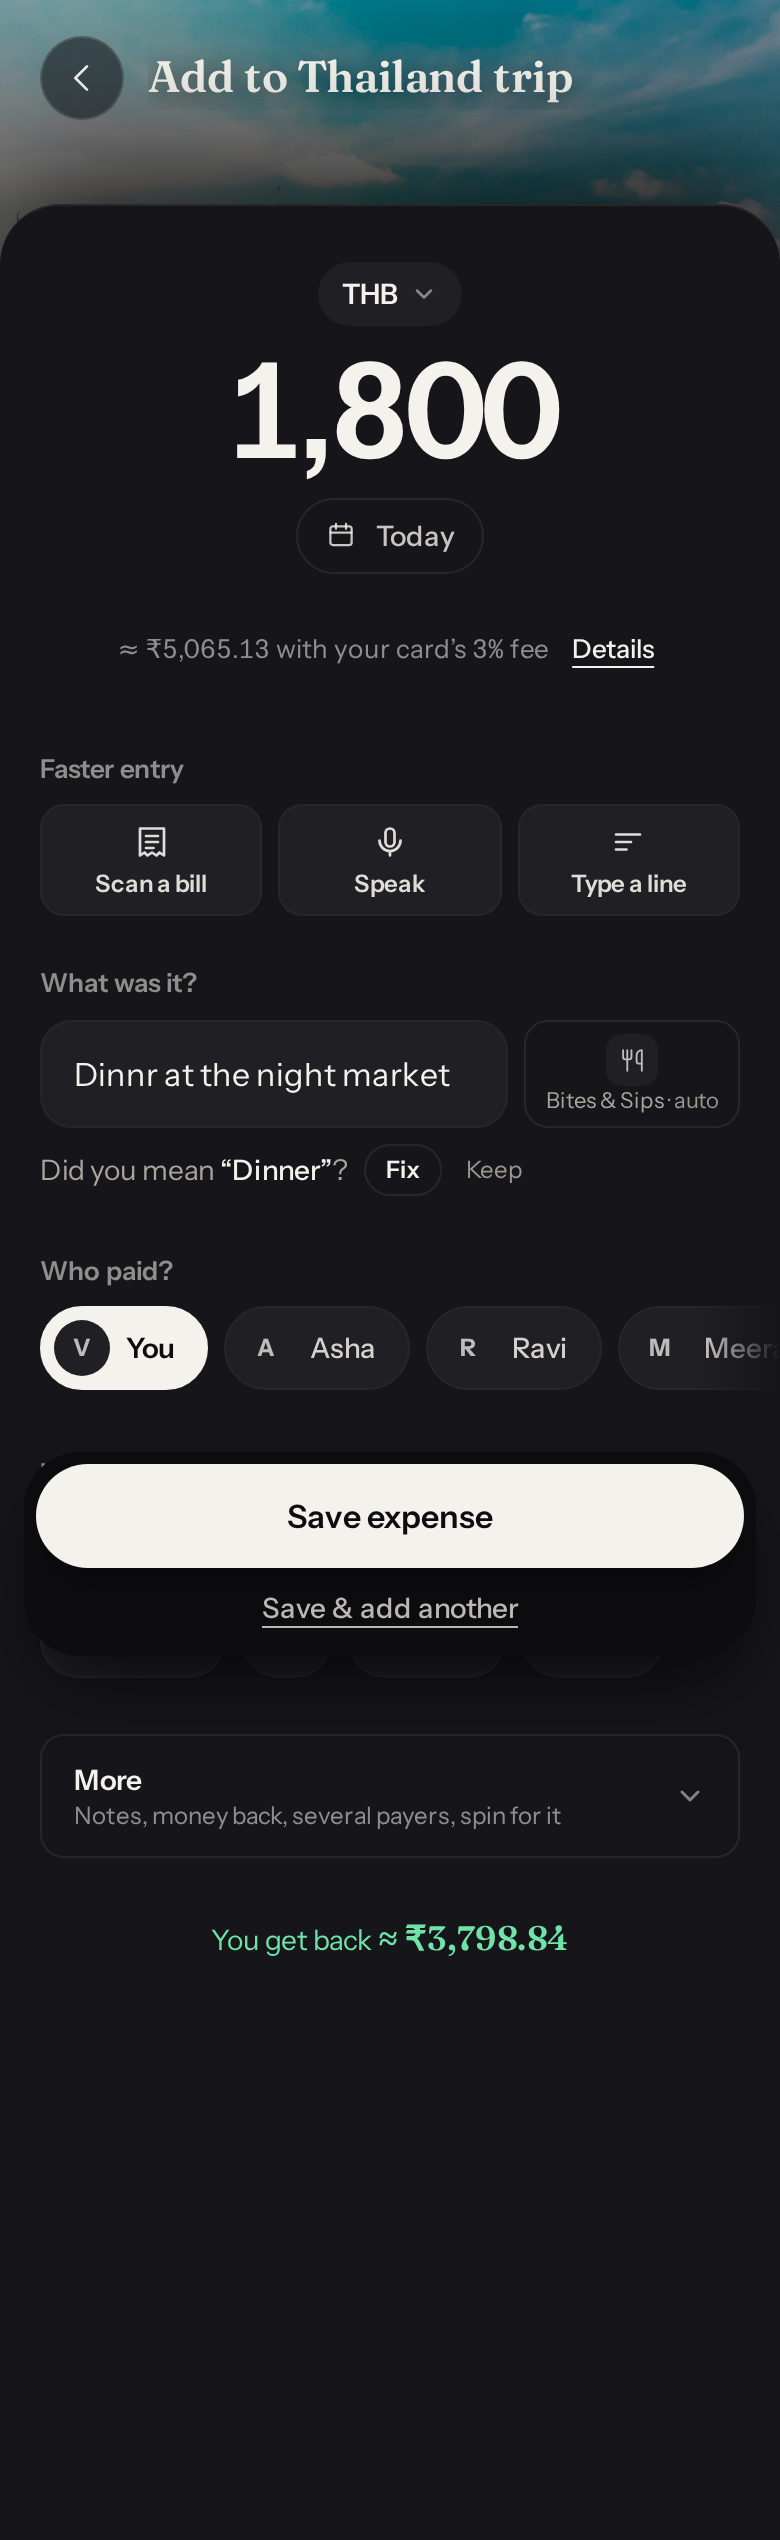 Add to Thailand trip
THB
1,800
Today
≈ ₹5,065.13 with your card’s 3% fee Details
Faster entry
Scan a bill Speak Type a line
What was it?
Dinnr at the night market
Bites & Sips · auto
Did you mean “Dinner”? Fix Keep
Who paid?
V You A Asha R Ravi M
Save expense
Save & add another
More
Notes, money back, several payers, spin for it
You get back ≈ ₹3,798.84